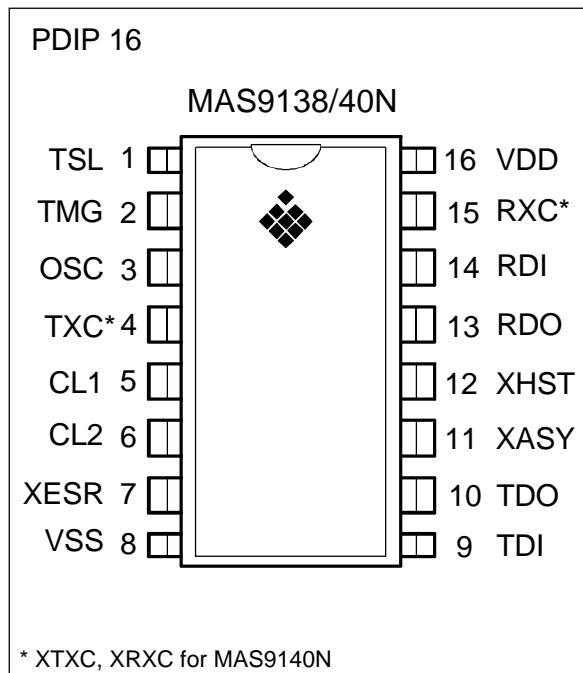 PDIP 16
MAS9138/40N
TSL 1 16 VDD
TMG 2 15 RXC*
OSC 3 14 RDI
TXC* 4 13 RDO
CL1 5 12 XHST
CL2 6 11 XASY
XESR 7 10 TDO
VSS 8 9 TDI
* XTXC, XRXC for MAS9140N